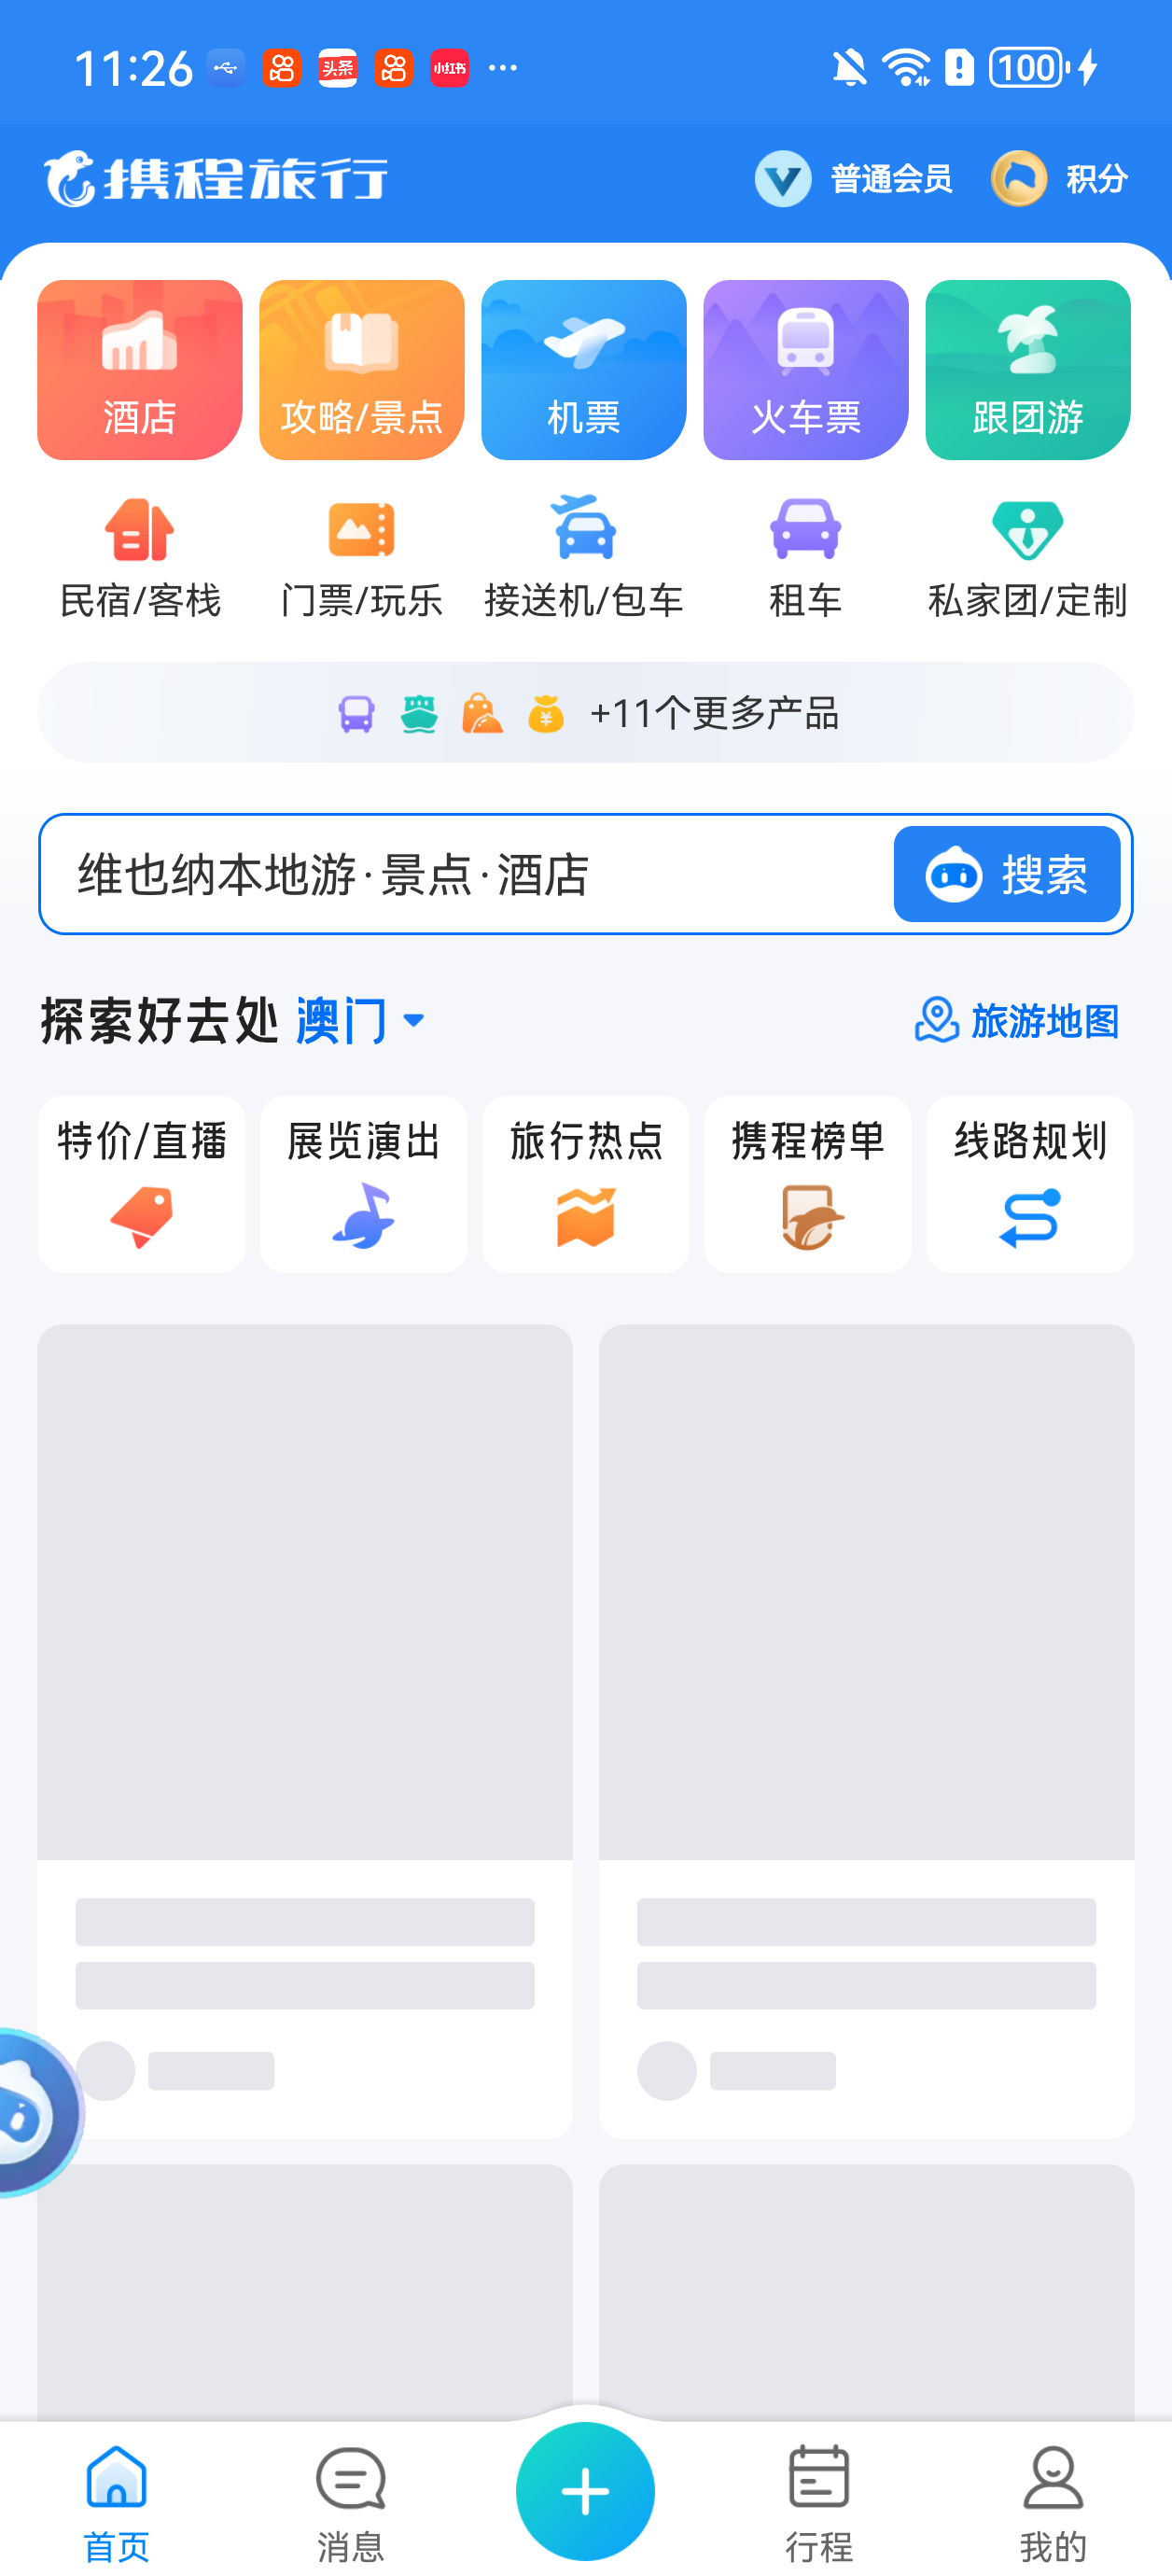 11:26 头条 小红书 ··· 100
携程旅行 普通会员 积分
酒店 攻略/景点 机票 火车票 跟团游
民宿/客栈 门票/玩乐 接送机/包车 租车 私家团/定制
+11个更多产品
维也纳本地游·景点·酒店 搜索
探索好去处 澳门 旅游地图
特价/直播 展览演出 旅行热点 携程榜单 线路规划
首页 消息 行程 我的